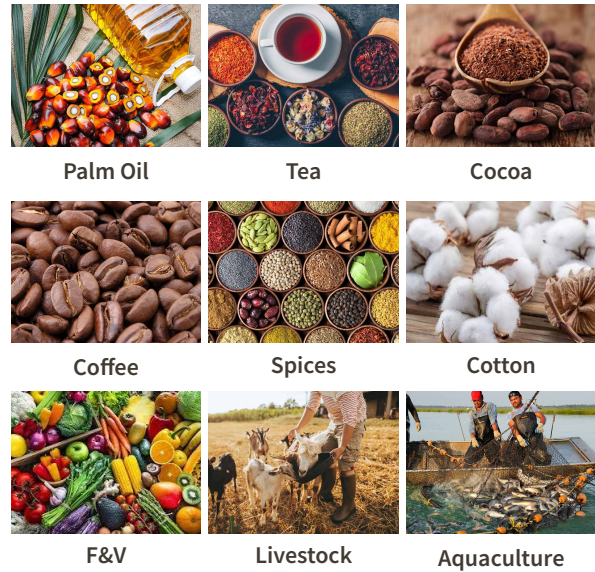 Palm Oil
Tea
Cocoa
Coffee
Spices
Cotton
F&V
Livestock
Aquaculture